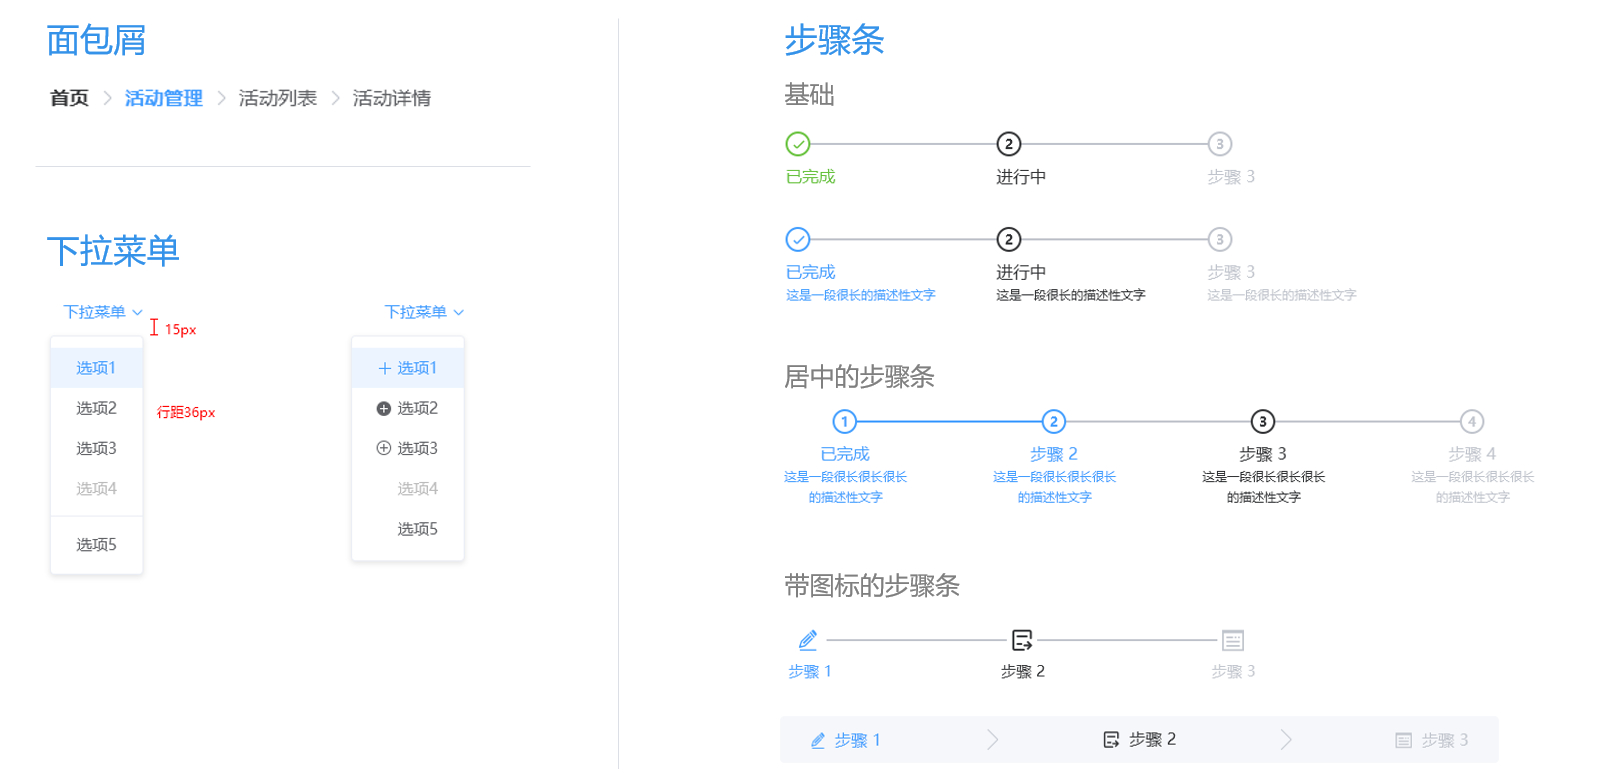 面包屑
首页 活动管理 活动列表 活动详情
下拉菜单
下拉菜单
15px
选项1
选项2
行距36px
选项3
选项4
选项5
下拉菜单
选项1
选项2
选项3
选项4
选项5
步骤条
基础
2 3
已完成 进行中 步骤 3
2 3
已完成 进行中 步骤 3
这是一段很长的描述性文字 这是一段很长的描述性文字 这是一段很长的描述性文字
居中的步骤条
1 2 3 4
已完成 步骤 2 步骤 3 步骤 4
这是一段很长很长很长 这是一段很长很长很长 这是一段很长很长很长 这是一段很长很长很长
的描述性文字 的描述性文字 的描述性文字 的描述性文字
带图标的步骤条
步骤 1 步骤 2 步骤 3
步骤 1 步骤 2 步骤 3